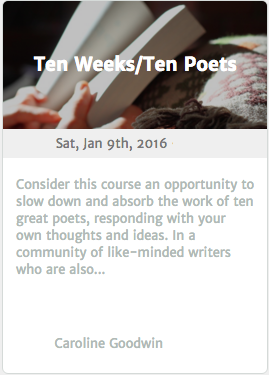 Ten Weeks/Ten Poets
Sat, Jan 9th, 2016
Consider this course an opportunity to
slow down and absorb the work of ten
great poets, responding with your
own thoughts and ideas. In a
community of like-minded writers
who are also...
Caroline Goodwin